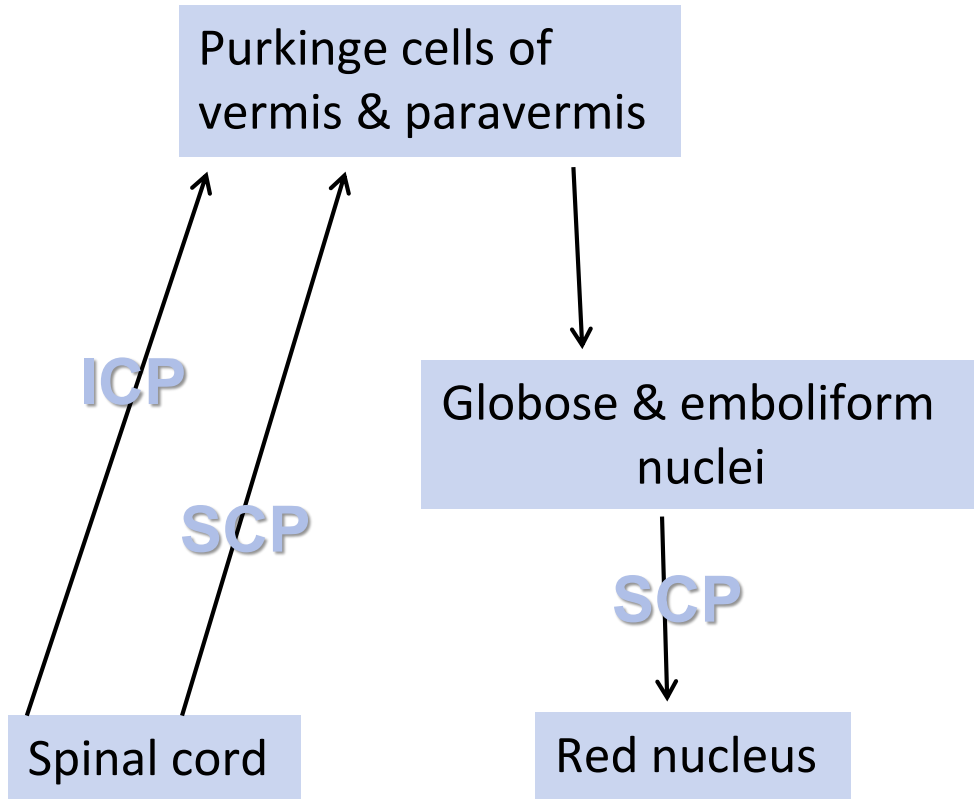 Purkinge cells of
vermis & paravermis
ICP
Globose & emboliform
nuclei
SCP
SCP
Spinal cord
Red nucleus